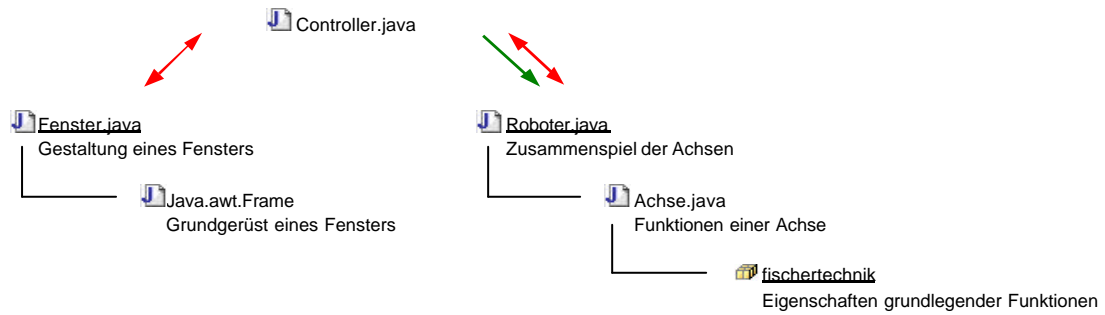 Controller.java
Fenster.java
Gestaltung eines Fensters
Java.awt.Frame
Grundgerüst eines Fensters
Roboter.java
Zusammenspiel der Achsen
Achse.java
Funktionen einer Achse
fischertechnik
Eigenschaften grundlegender Funktionen